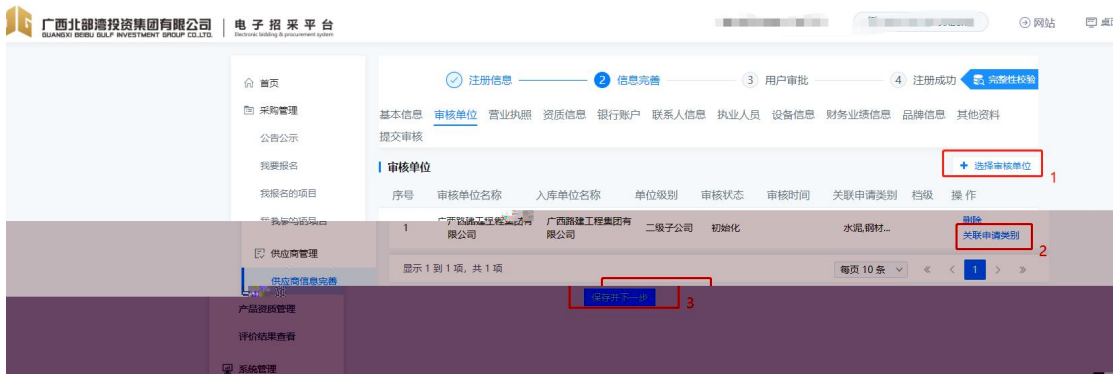 广西北部湾投资集团有限公司
GUANGXI BEIBU GULF INVESTMENT GROUP CO.,LTD.
电子招采平台
Electronic bidding & procurement system
网站
首页
采购管理
公告公示
我要报名
我报名的项目
供应商管理
供应商信息完善
产品资质管理
评价结果查看
系统管理
注册信息 2 信息完善 3 用户审批 4 注册成功 完整性校验
基本信息 审核单位 营业执照 资质信息 银行账户 联系人信息 执业人员 设备信息 财务业绩信息 品牌信息 其他资料
提交审核
审核单位 + 选择审核单位
1
序号 审核单位名称 入库单位名称 单位级别 审核状态 审核时间 关联申请类别 档级 操作
1 广西路建工程集团有限公司 广西路建工程集团有 二级子公司 初始化 水泥,钢材... 删除
限公司 关联申请类别
2
显示 1 到 1 项, 共 1 项 每页 10 条 « < 1 > »
保存并下一步 3